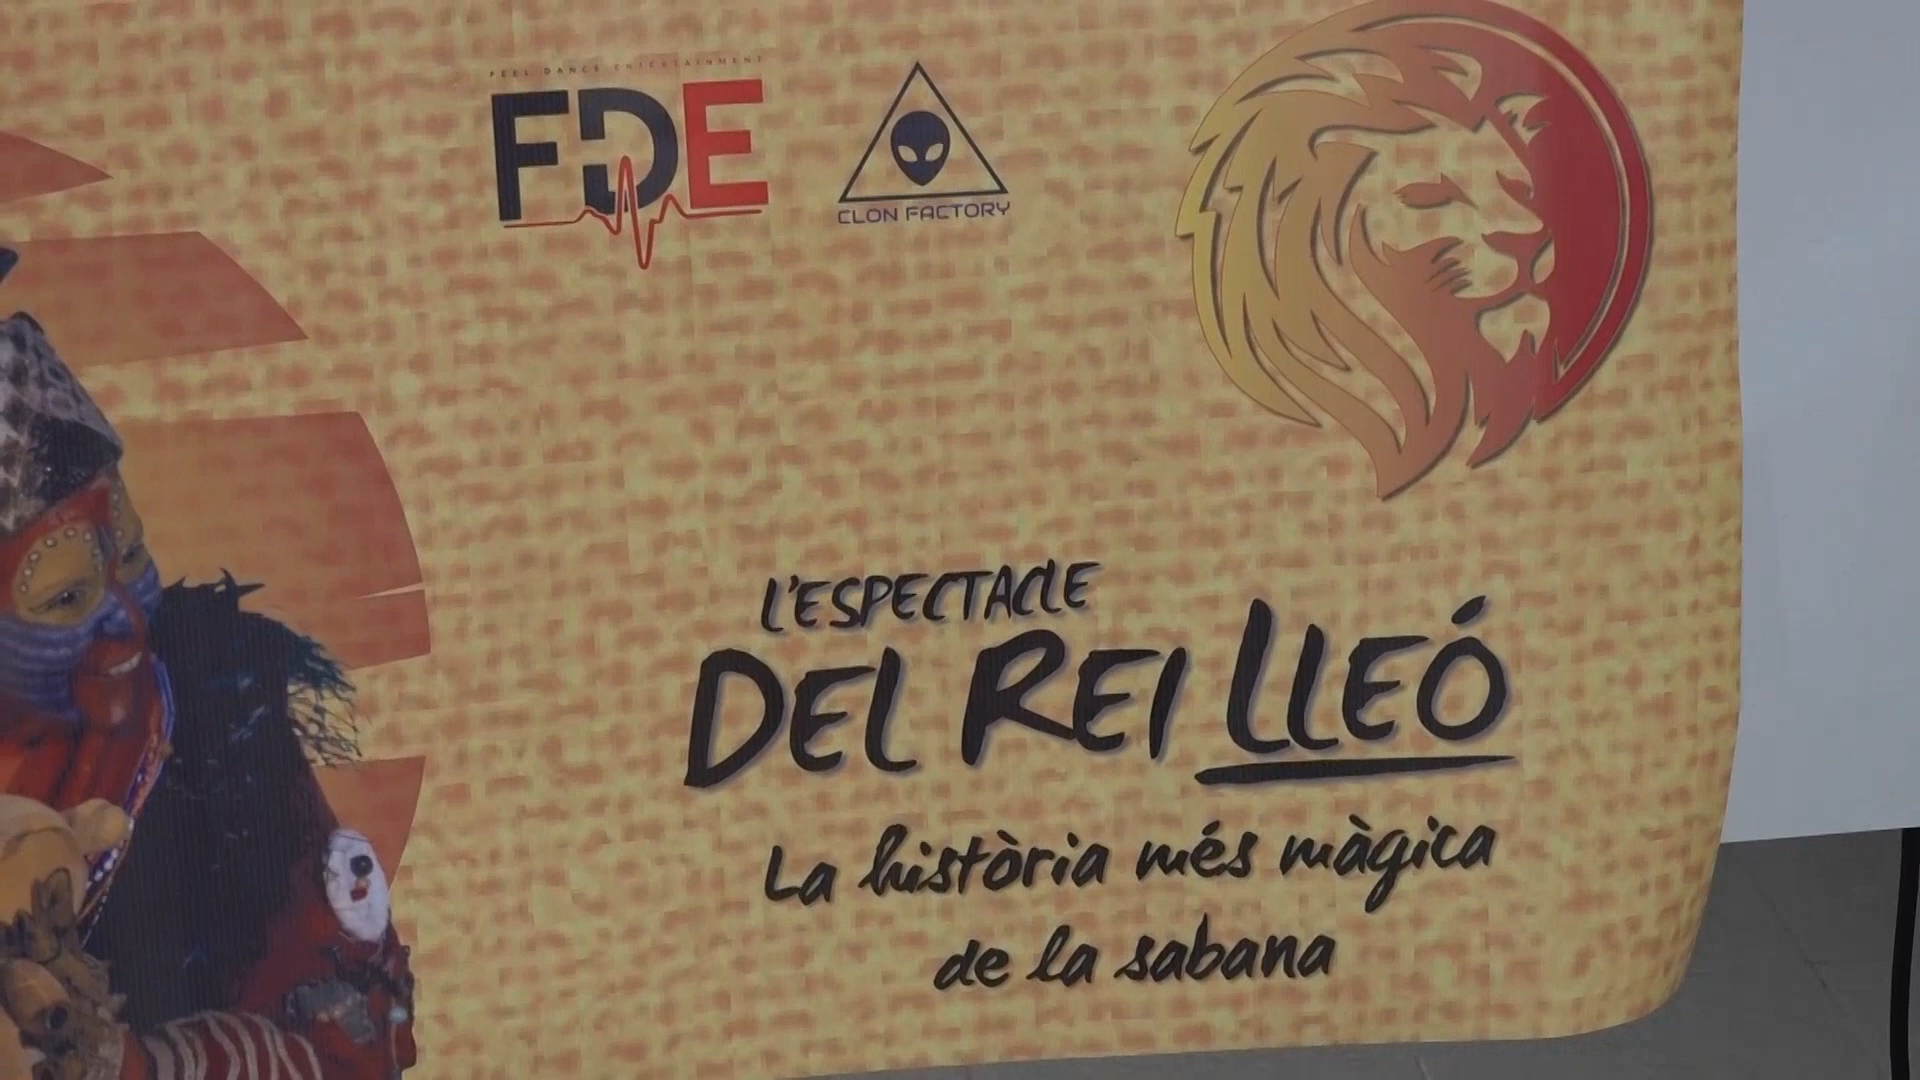 FEEL DANCE ENTERTAINMENT
FDE
CLON FACTORY
L'ESPECTACLE
DEL REI LLEÓ
La història més màgica
de la sabana